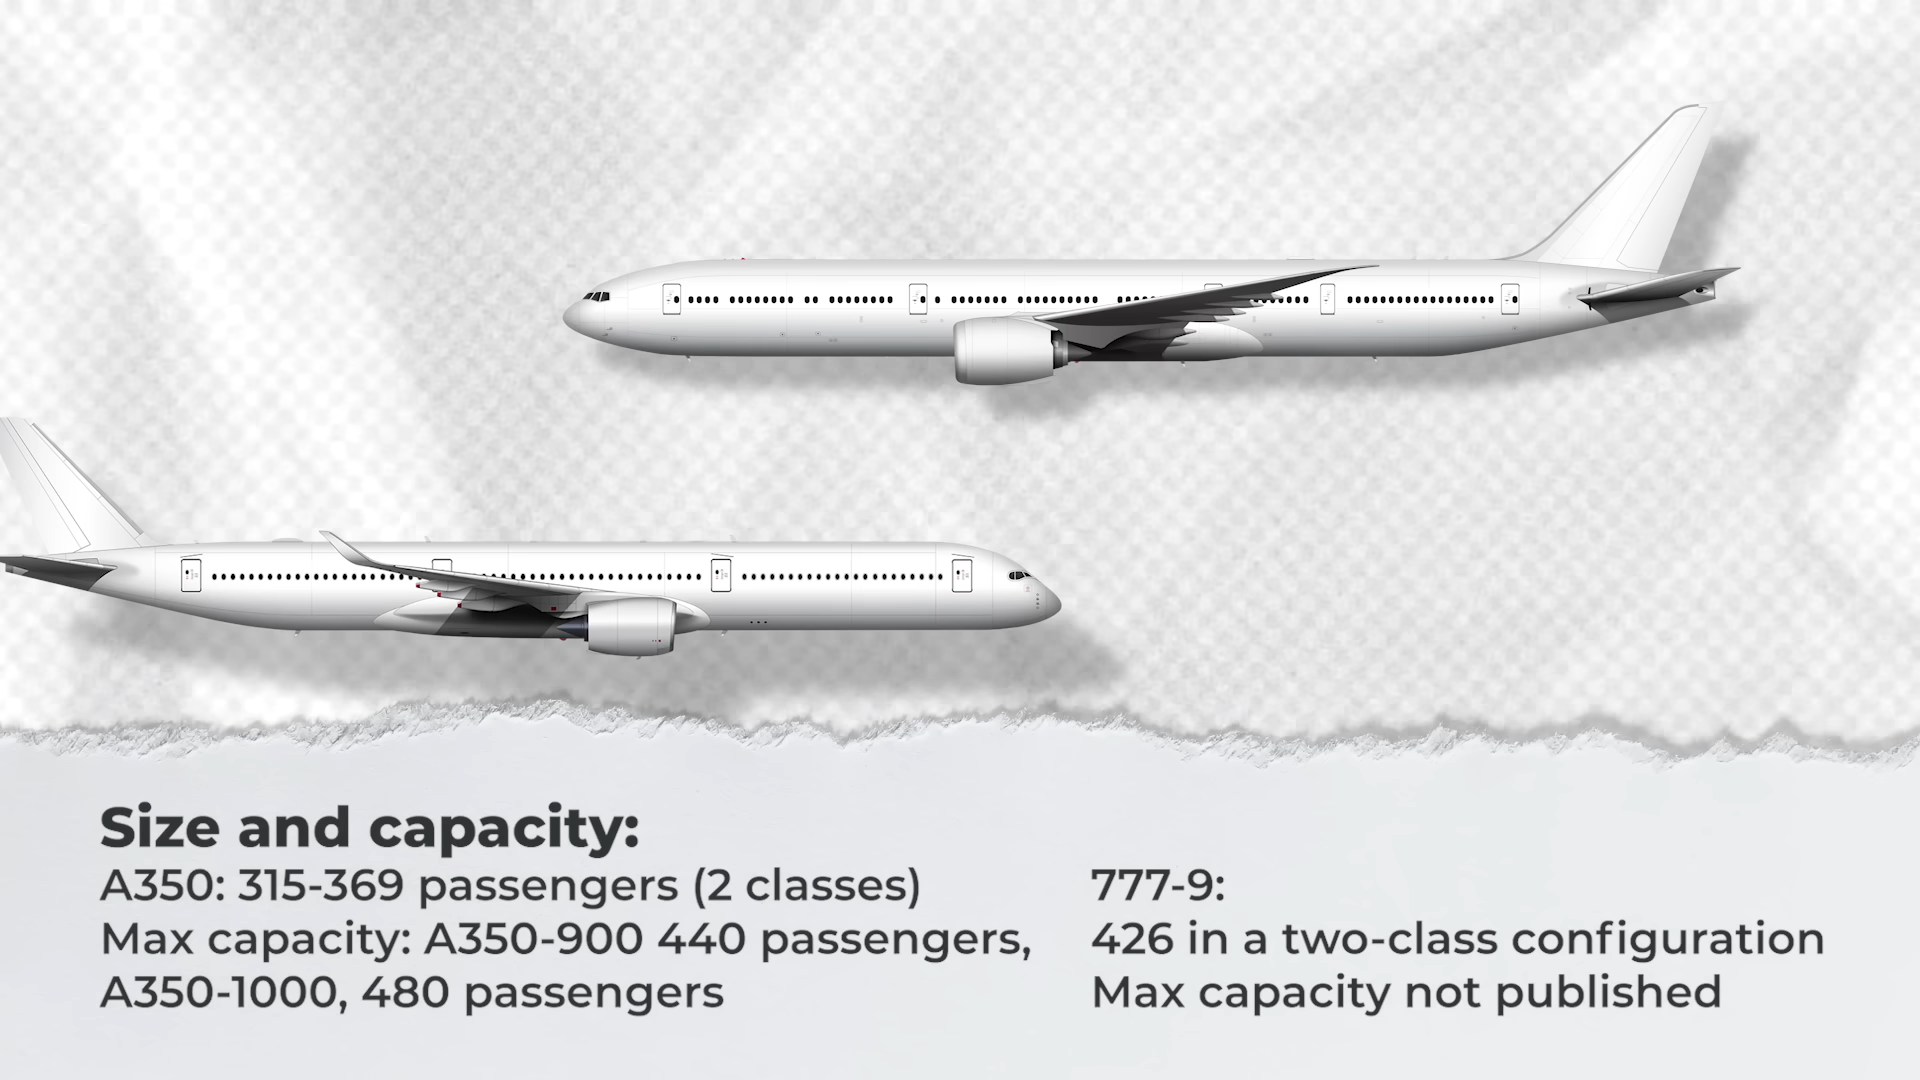 Size and capacity:
A350: 315-369 passengers (2 classes)
Max capacity: A350-900 440 passengers,
A350-1000, 480 passengers
777-9:
426 in a two-class configuration
Max capacity not published